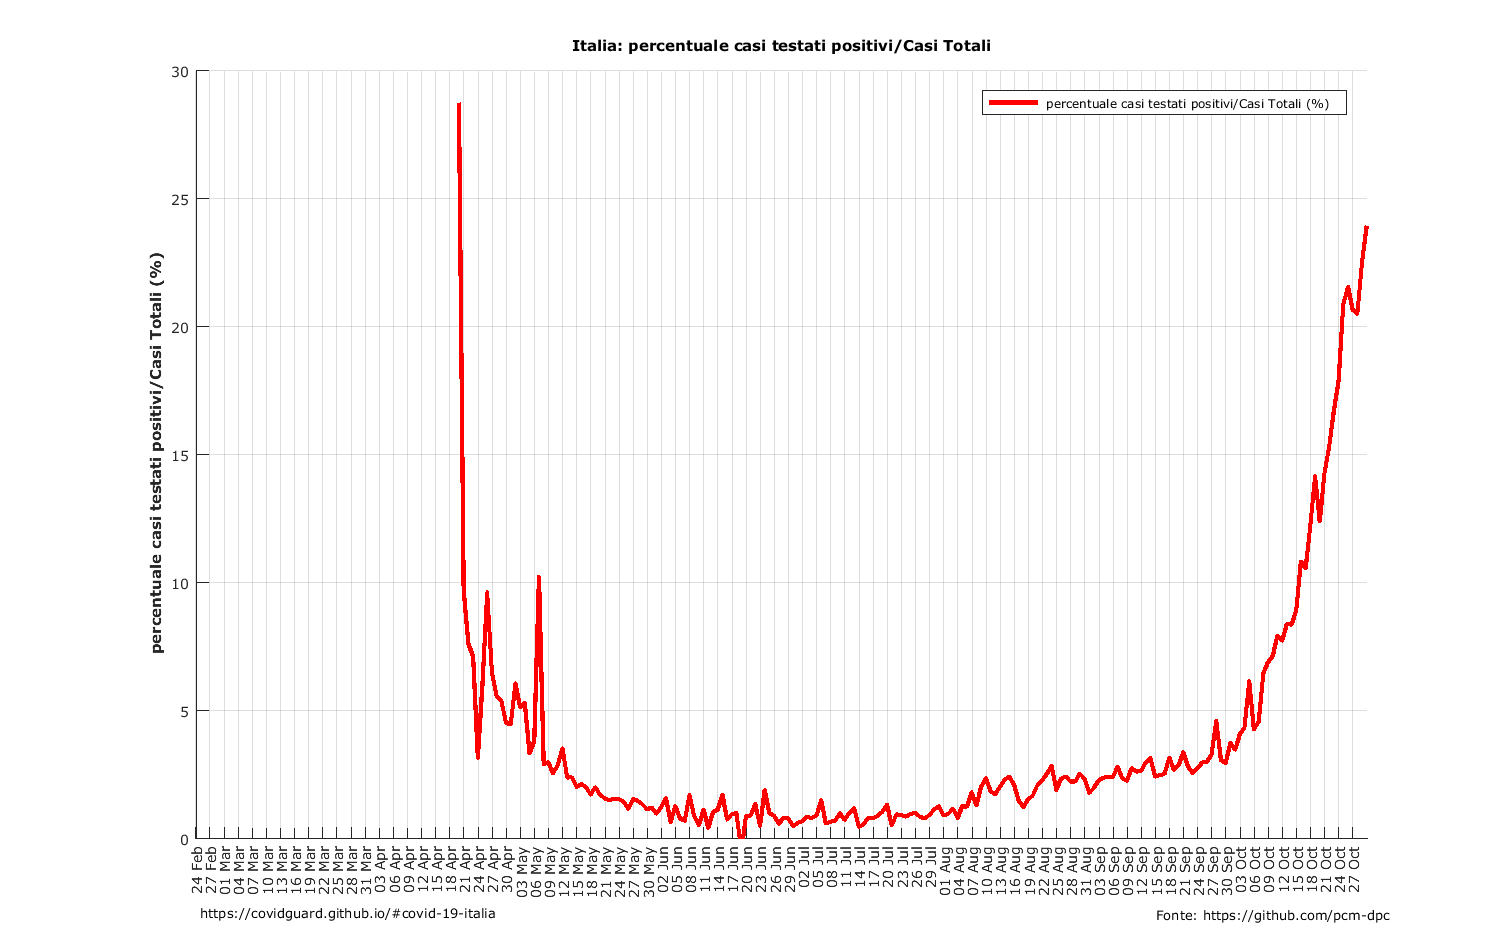 Italia: percentuale casi testati positivi/Casi Totali
percentuale casi testati positivi/Casi Totali (%)
percentuale casi testati positivi/Casi Totali (%)
30
25
20
15
10
5
0
24 Feb
27 Feb
01 Mar
04 Mar
07 Mar
10 Mar
13 Mar
16 Mar
19 Mar
22 Mar
25 Mar
28 Mar
31 Mar
03 Apr
06 Apr
09 Apr
12 Apr
15 Apr
18 Apr
21 Apr
24 Apr
27 Apr
30 Apr
03 May
06 May
09 May
12 May
15 May
18 May
21 May
24 May
27 May
30 May
02 Jun
05 Jun
08 Jun
11 Jun
14 Jun
17 Jun
20 Jun
23 Jun
26 Jun
29 Jun
02 Jul
05 Jul
08 Jul
11 Jul
14 Jul
17 Jul
20 Jul
23 Jul
26 Jul
29 Jul
01 Aug
04 Aug
07 Aug
10 Aug
13 Aug
16 Aug
19 Aug
22 Aug
25 Aug
28 Aug
31 Aug
03 Sep
06 Sep
09 Sep
12 Sep
15 Sep
18 Sep
21 Sep
24 Sep
27 Sep
30 Sep
03 Oct
06 Oct
09 Oct
12 Oct
15 Oct
18 Oct
21 Oct
24 Oct
27 Oct
https://covidguard.github.io/#covid-19-italia
Fonte: https://github.com/pcm-dpc